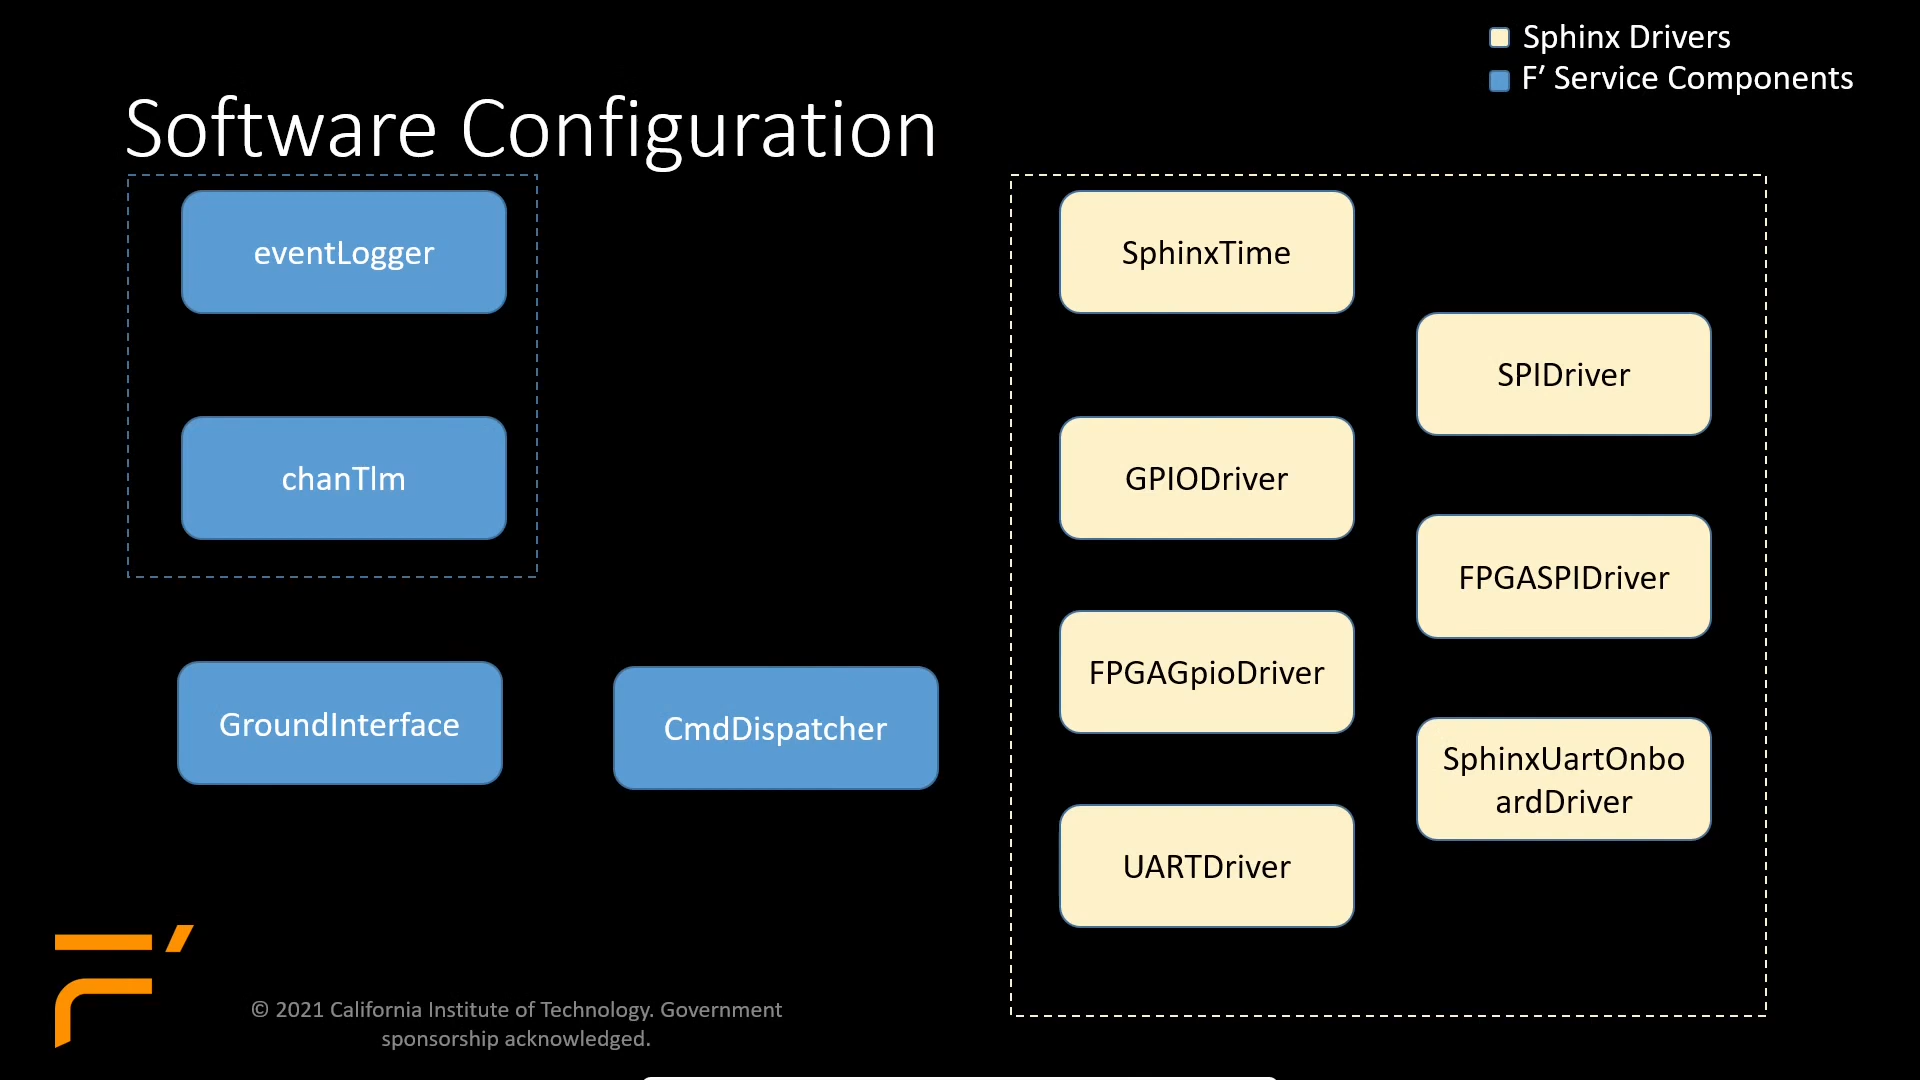 Sphinx Drivers
F′ Service Components
Software Configuration
eventLogger
chanTlm
GroundInterface
CmdDispatcher
SphinxTime
SPIDriver
GPIODriver
FPGASPIDriver
FPGAGpioDriver
SphinxUartOnbo
ardDriver
UARTDriver
F′
© 2021 California Institute of Technology. Government
sponsorship acknowledged.